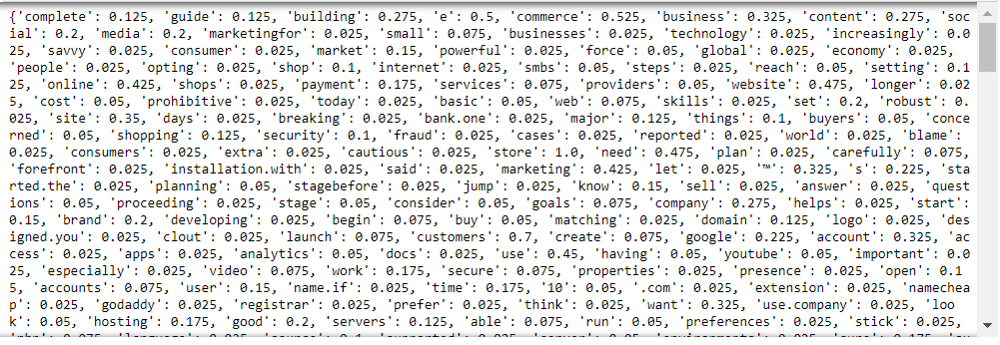 {'complete': 0.125, 'guide': 0.125, 'building': 0.275, 'e': 0.5, 'commerce': 0.525, 'business': 0.325, 'content': 0.275, 'soc
ial': 0.2, 'media': 0.2, 'marketingfor': 0.025, 'small': 0.075, 'businesses': 0.025, 'technology': 0.025, 'increasingly': 0.0
25, 'savvy': 0.025, 'consumer': 0.025, 'market': 0.15, 'powerful': 0.025, 'force': 0.05, 'global': 0.025, 'economy': 0.025,
'people': 0.025, 'opting': 0.025, 'shop': 0.1, 'internet': 0.025, 'smbs': 0.05, 'steps': 0.025, 'reach': 0.05, 'setting': 0.1
25, 'online': 0.425, 'shops': 0.025, 'payment': 0.175, 'services': 0.075, 'providers': 0.05, 'website': 0.475, 'longer': 0.02
5, 'cost': 0.05, 'prohibitive': 0.025, 'today': 0.025, 'basic': 0.05, 'web': 0.075, 'skills': 0.025, 'set': 0.2, 'robust': 0.
025, 'site': 0.35, 'days': 0.025, 'breaking': 0.025, 'bank.one': 0.025, 'major': 0.125, 'things': 0.1, 'buyers': 0.05, 'conce
rned': 0.05, 'shopping': 0.125, 'security': 0.1, 'fraud': 0.025, 'cases': 0.025, 'reported': 0.025, 'world': 0.025, 'blame':
0.025, 'consumers': 0.025, 'extra': 0.025, 'cautious': 0.025, 'store': 1.0, 'need': 0.475, 'plan': 0.025, 'carefully': 0.075,
'forefront': 0.025, 'installation.with': 0.025, 'said': 0.025, 'marketing': 0.425, 'let': 0.025, '™': 0.325, 's': 0.225, 'sta
rted.the': 0.025, 'planning': 0.05, 'stagebefore': 0.025, 'jump': 0.025, 'know': 0.15, 'sell': 0.025, 'answer': 0.025, 'quest
ions': 0.05, 'proceeding': 0.025, 'stage': 0.05, 'consider': 0.05, 'goals': 0.075, 'company': 0.275, 'helps': 0.025, 'start':
0.15, 'brand': 0.2, 'developing': 0.025, 'begin': 0.075, 'buy': 0.05, 'matching': 0.025, 'domain': 0.125, 'logo': 0.025, 'des
igned.you': 0.025, 'clout': 0.025, 'launch': 0.075, 'customers': 0.7, 'create': 0.075, 'google': 0.225, 'account': 0.325, 'ac
cess': 0.025, 'apps': 0.025, 'analytics': 0.05, 'docs': 0.025, 'use': 0.45, 'having': 0.05, 'youtube': 0.05, 'important': 0.0
25, 'especially': 0.025, 'video': 0.075, 'work': 0.175, 'secure': 0.075, 'properties': 0.025, 'presence': 0.025, 'open': 0.1
5, 'accounts': 0.075, 'user': 0.15, 'name.if': 0.025, 'time': 0.175, '10': 0.05, '.com': 0.025, 'extension': 0.025, 'namechea
p': 0.025, 'godaddy': 0.025, 'registrar': 0.025, 'prefer': 0.025, 'think': 0.025, 'want': 0.325, 'use.company': 0.025, 'loo
k': 0.05, 'hosting': 0.175, 'good': 0.2, 'servers': 0.125, 'able': 0.075, 'run': 0.05, 'preferences': 0.025, 'stick': 0.025,